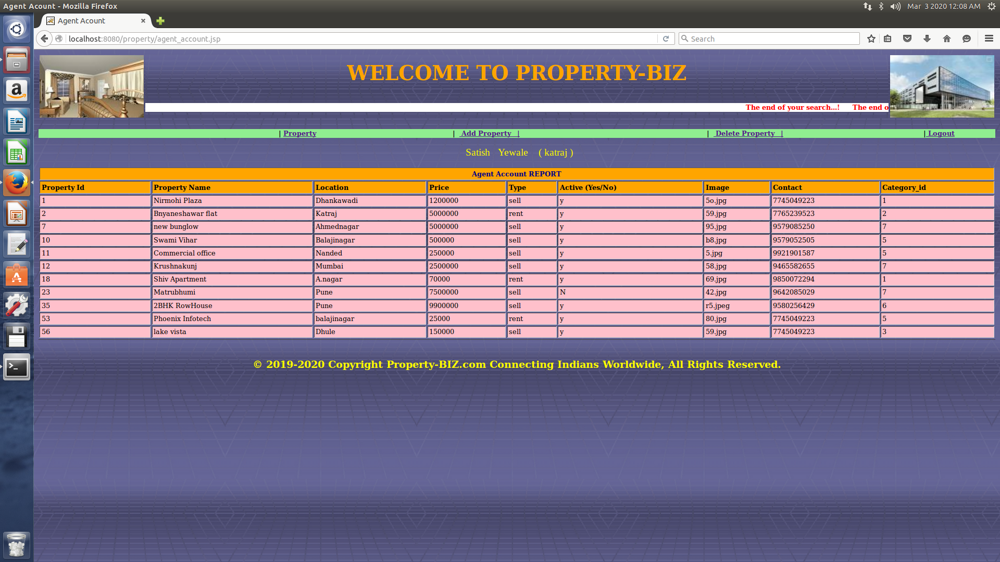 Agent Acount - Mozilla Firefox
Mar 3 2020 12:08 AM
Agent Acount
localhost:8080/property/agent_account.jsp
Search
WELCOME TO PROPERTY-BIZ
The end of your search...! The end o
| Property | Add Property | | Delete Property | | Logout
Satish Yewale ( katraj )
Agent Account REPORT
Property Id Property Name Location Price Type Active (Yes/No) Image Contact Category_id
1 Nirmohi Plaza Dhankawadi 1200000 sell y 5o.jpg 7745049223 1
2 Bnyaneshawar flat Katraj 5000000 rent y 59.jpg 7765239523 2
7 new bunglow Ahmednagar 5000000 sell y 95.jpg 9579085250 7
10 Swami Vihar Balajinagar 500000 sell y b8.jpg 9579052505 5
11 Commercial office Nanded 250000 sell y 5.jpg 9921901587 5
12 Krushnakunj Mumbai 2500000 sell y 58.jpg 9465582655 7
18 Shiv Apartment A.nagar 70000 rent y 69.jpg 9850072294 1
23 Matrubhumi Pune 7500000 sell N 42.jpg 9642085029 7
35 2BHK RowHouse Pune 9900000 sell y r5.jpeg 9580256429 6
53 Phoenix Infotech balajinagar 25000 rent y 80.jpg 7745049223 5
56 lake vista Dhule 150000 sell y 59.jpg 7745049223 3
© 2019-2020 Copyright Property-BIZ.com Connecting Indians Worldwide, All Rights Reserved.